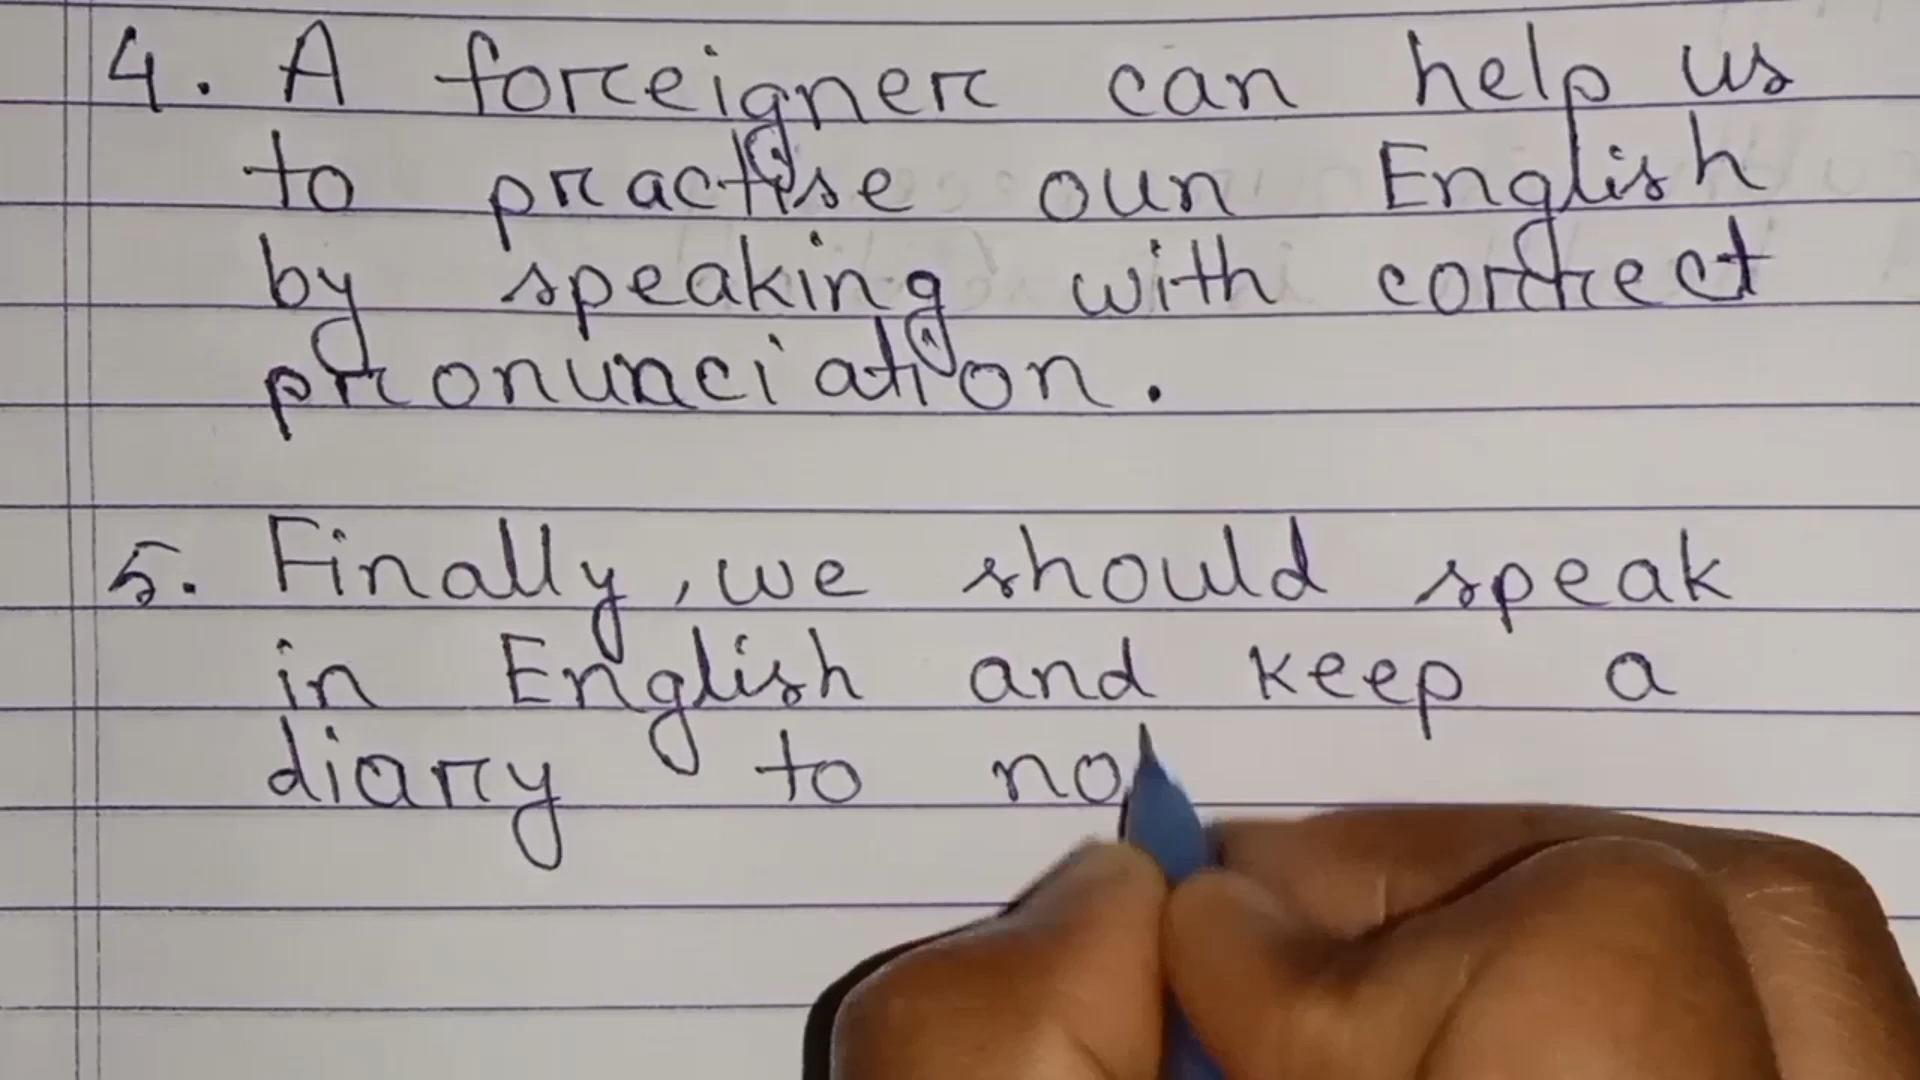 4. A foreigner can help us
to practise our English
by speaking with correct
pronunciation.
5. Finally, we should speak
in English and keep a
diary to no